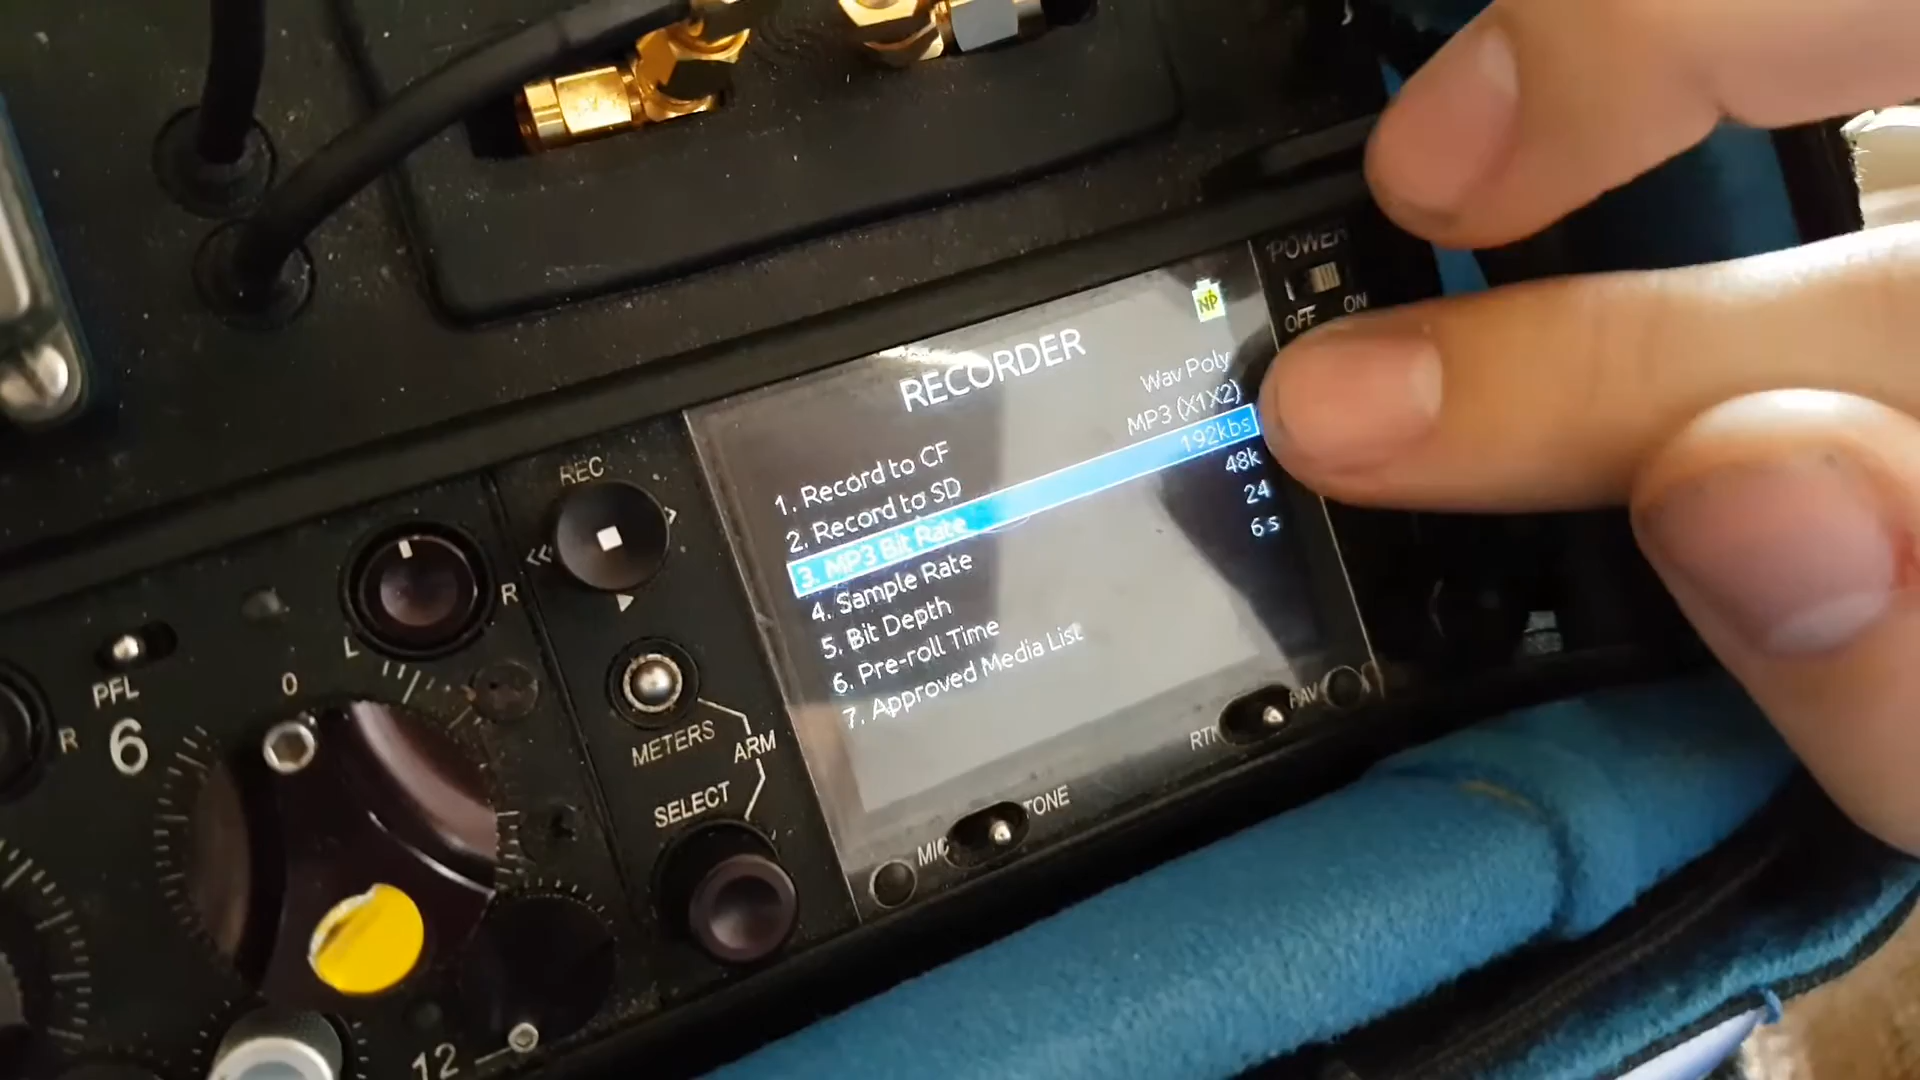 POWER
OFF ON
NP
RECORDER
1. Record to CF Wav Poly
2. Record to SD MP3 (X1X2)
3. MP3 Bit Rate 192kbs
4. Sample Rate 48k
5. Bit Depth 24
6. Pre-roll Time 6s
7. Approved Media List
REC
METERS
ARM
SELECT
MIC TONE
RTN FAV
L R
PFL
0
R
6
12